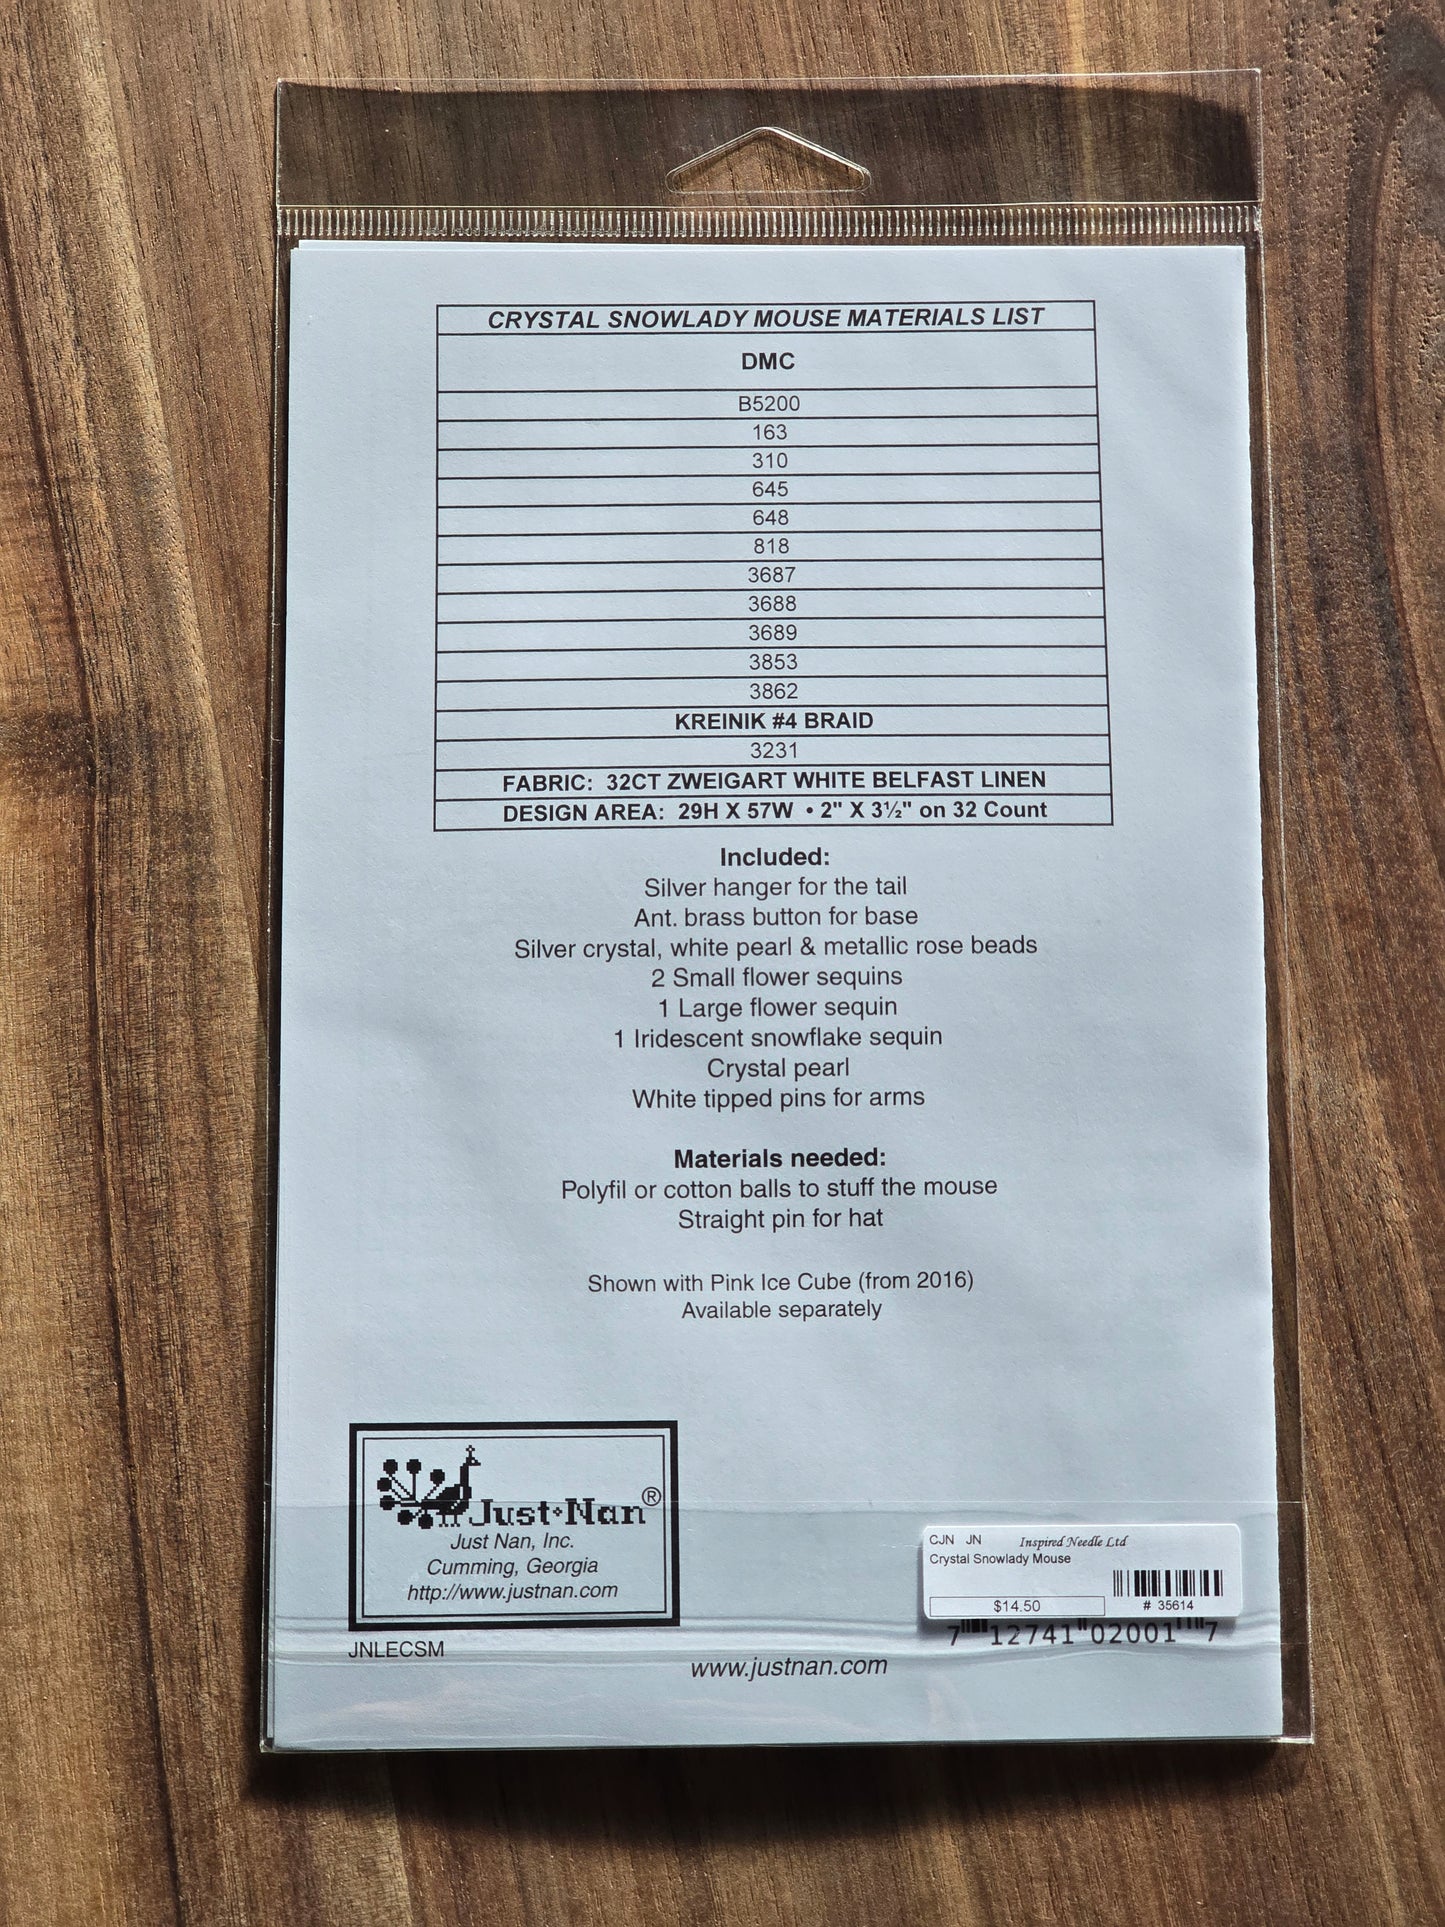 CRYSTAL SNOWLADY MOUSE MATERIALS LIST
DMC
B5200
163
310
645
648
818
3687
3688
3689
3853
3862
KREINIK #4 BRAID
3231
FABRIC: 32CT ZWEIGART WHITE BELFAST LINEN
DESIGN AREA: 29H X 57W • 2" X 3½" on 32 Count
Included:
Silver hanger for the tail
Ant. brass button for base
Silver crystal, white pearl & metallic rose beads
2 Small flower sequins
1 Large flower sequin
1 Iridescent snowflake sequin
Crystal pearl
White tipped pins for arms
Materials needed:
Polyfil or cotton balls to stuff the mouse
Straight pin for hat
Shown with Pink Ice Cube (from 2016)
Available separately
Just•Nan®
Just Nan, Inc.
Cumming, Georgia
http://www.justnan.com
JNLECSM
CJN JN Inspired Needle Ltd
Crystal Snowlady Mouse
$14.50 # 35614
7 12741 02001 7
www.justnan.com